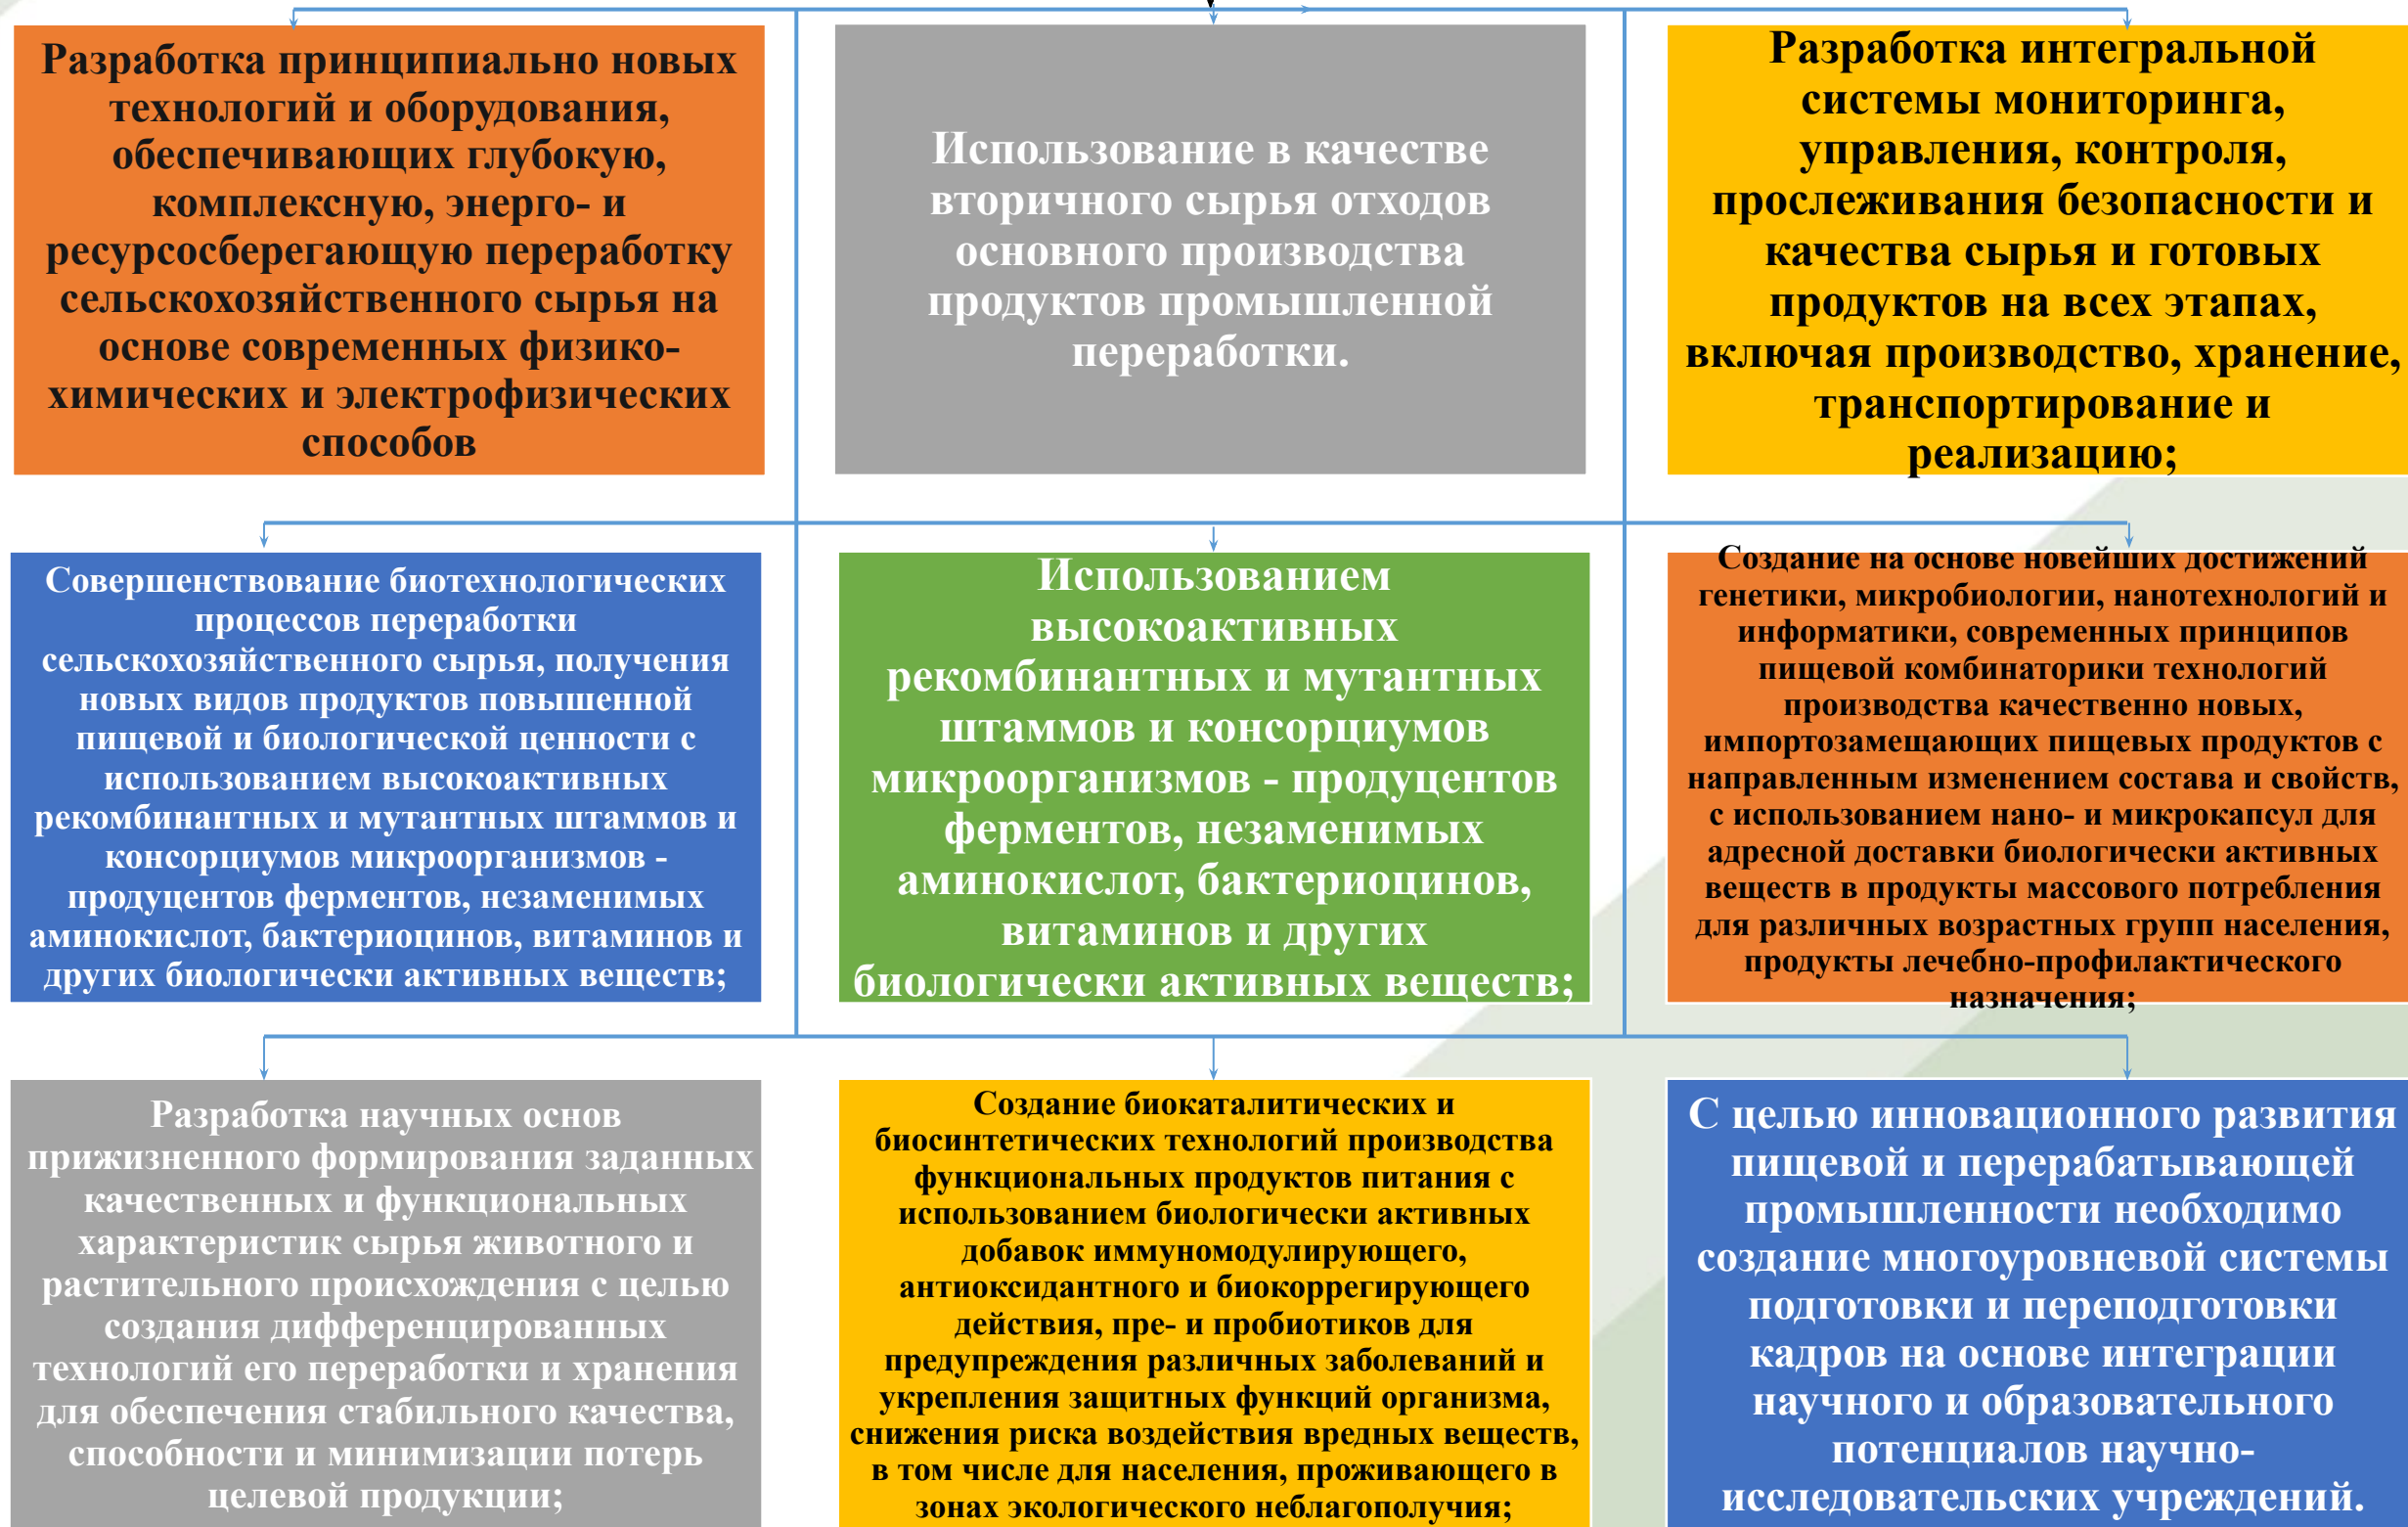 Разработка принципиально новых
технологий и оборудования,
обеспечивающих глубокую,
комплексную, энерго- и
ресурсосберегающую переработку
сельскохозяйственного сырья на
основе современных физико-
химических и электрофизических
способов
Использование в качестве
вторичного сырья отходов
основного производства
продуктов промышленной
переработки.
Разработка интегральной
системы мониторинга,
управления, контроля,
прослеживания безопасности и
качества сырья и готовых
продуктов на всех этапах,
включая производство, хранение,
транспортирование и
реализацию;
Совершенствование биотехнологических
процессов переработки
сельскохозяйственного сырья, получения
новых видов продуктов повышенной
пищевой и биологической ценности с
использованием высокоактивных
рекомбинантных и мутантных штаммов и
консорциумов микроорганизмов -
продуцентов ферментов, незаменимых
аминокислот, бактериоцинов, витаминов и
других биологически активных веществ;
Использованием
высокоактивных
рекомбинантных и мутантных
штаммов и консорциумов
микроорганизмов - продуцентов
ферментов, незаменимых
аминокислот, бактериоцинов,
витаминов и других
биологически активных веществ;
Создание на основе новейших достижений
генетики, микробиологии, нанотехнологий и
информатики, современных принципов
пищевой комбинаторики технологий
производства качественно новых,
импортозамещающих пищевых продуктов с
направленным изменением состава и свойств,
с использованием нано- и микрокапсул для
адресной доставки биологически активных
веществ в продукты массового потребления
для различных возрастных групп населения,
продукты лечебно-профилактического
назначения;
Разработка научных основ
прижизненного формирования заданных
качественных и функциональных
характеристик сырья животного и
растительного происхождения с целью
создания дифференцированных
технологий его переработки и хранения
для обеспечения стабильного качества,
способности и минимизации потерь
целевой продукции;
Создание биокаталитических и
биосинтетических технологий производства
функциональных продуктов питания с
использованием биологически активных
добавок иммуномодулирующего,
антиоксидантного и биокоррегирующего
действия, пре- и пробиотиков для
предупреждения различных заболеваний и
укрепления защитных функций организма,
снижения риска воздействия вредных веществ,
в том числе для населения, проживающего в
зонах экологического неблагополучия;
С целью инновационного развития
пищевой и перерабатывающей
промышленности необходимо
создание многоуровневой системы
подготовки и переподготовки
кадров на основе интеграции
научного и образовательного
потенциалов научно-
исследовательских учреждений.